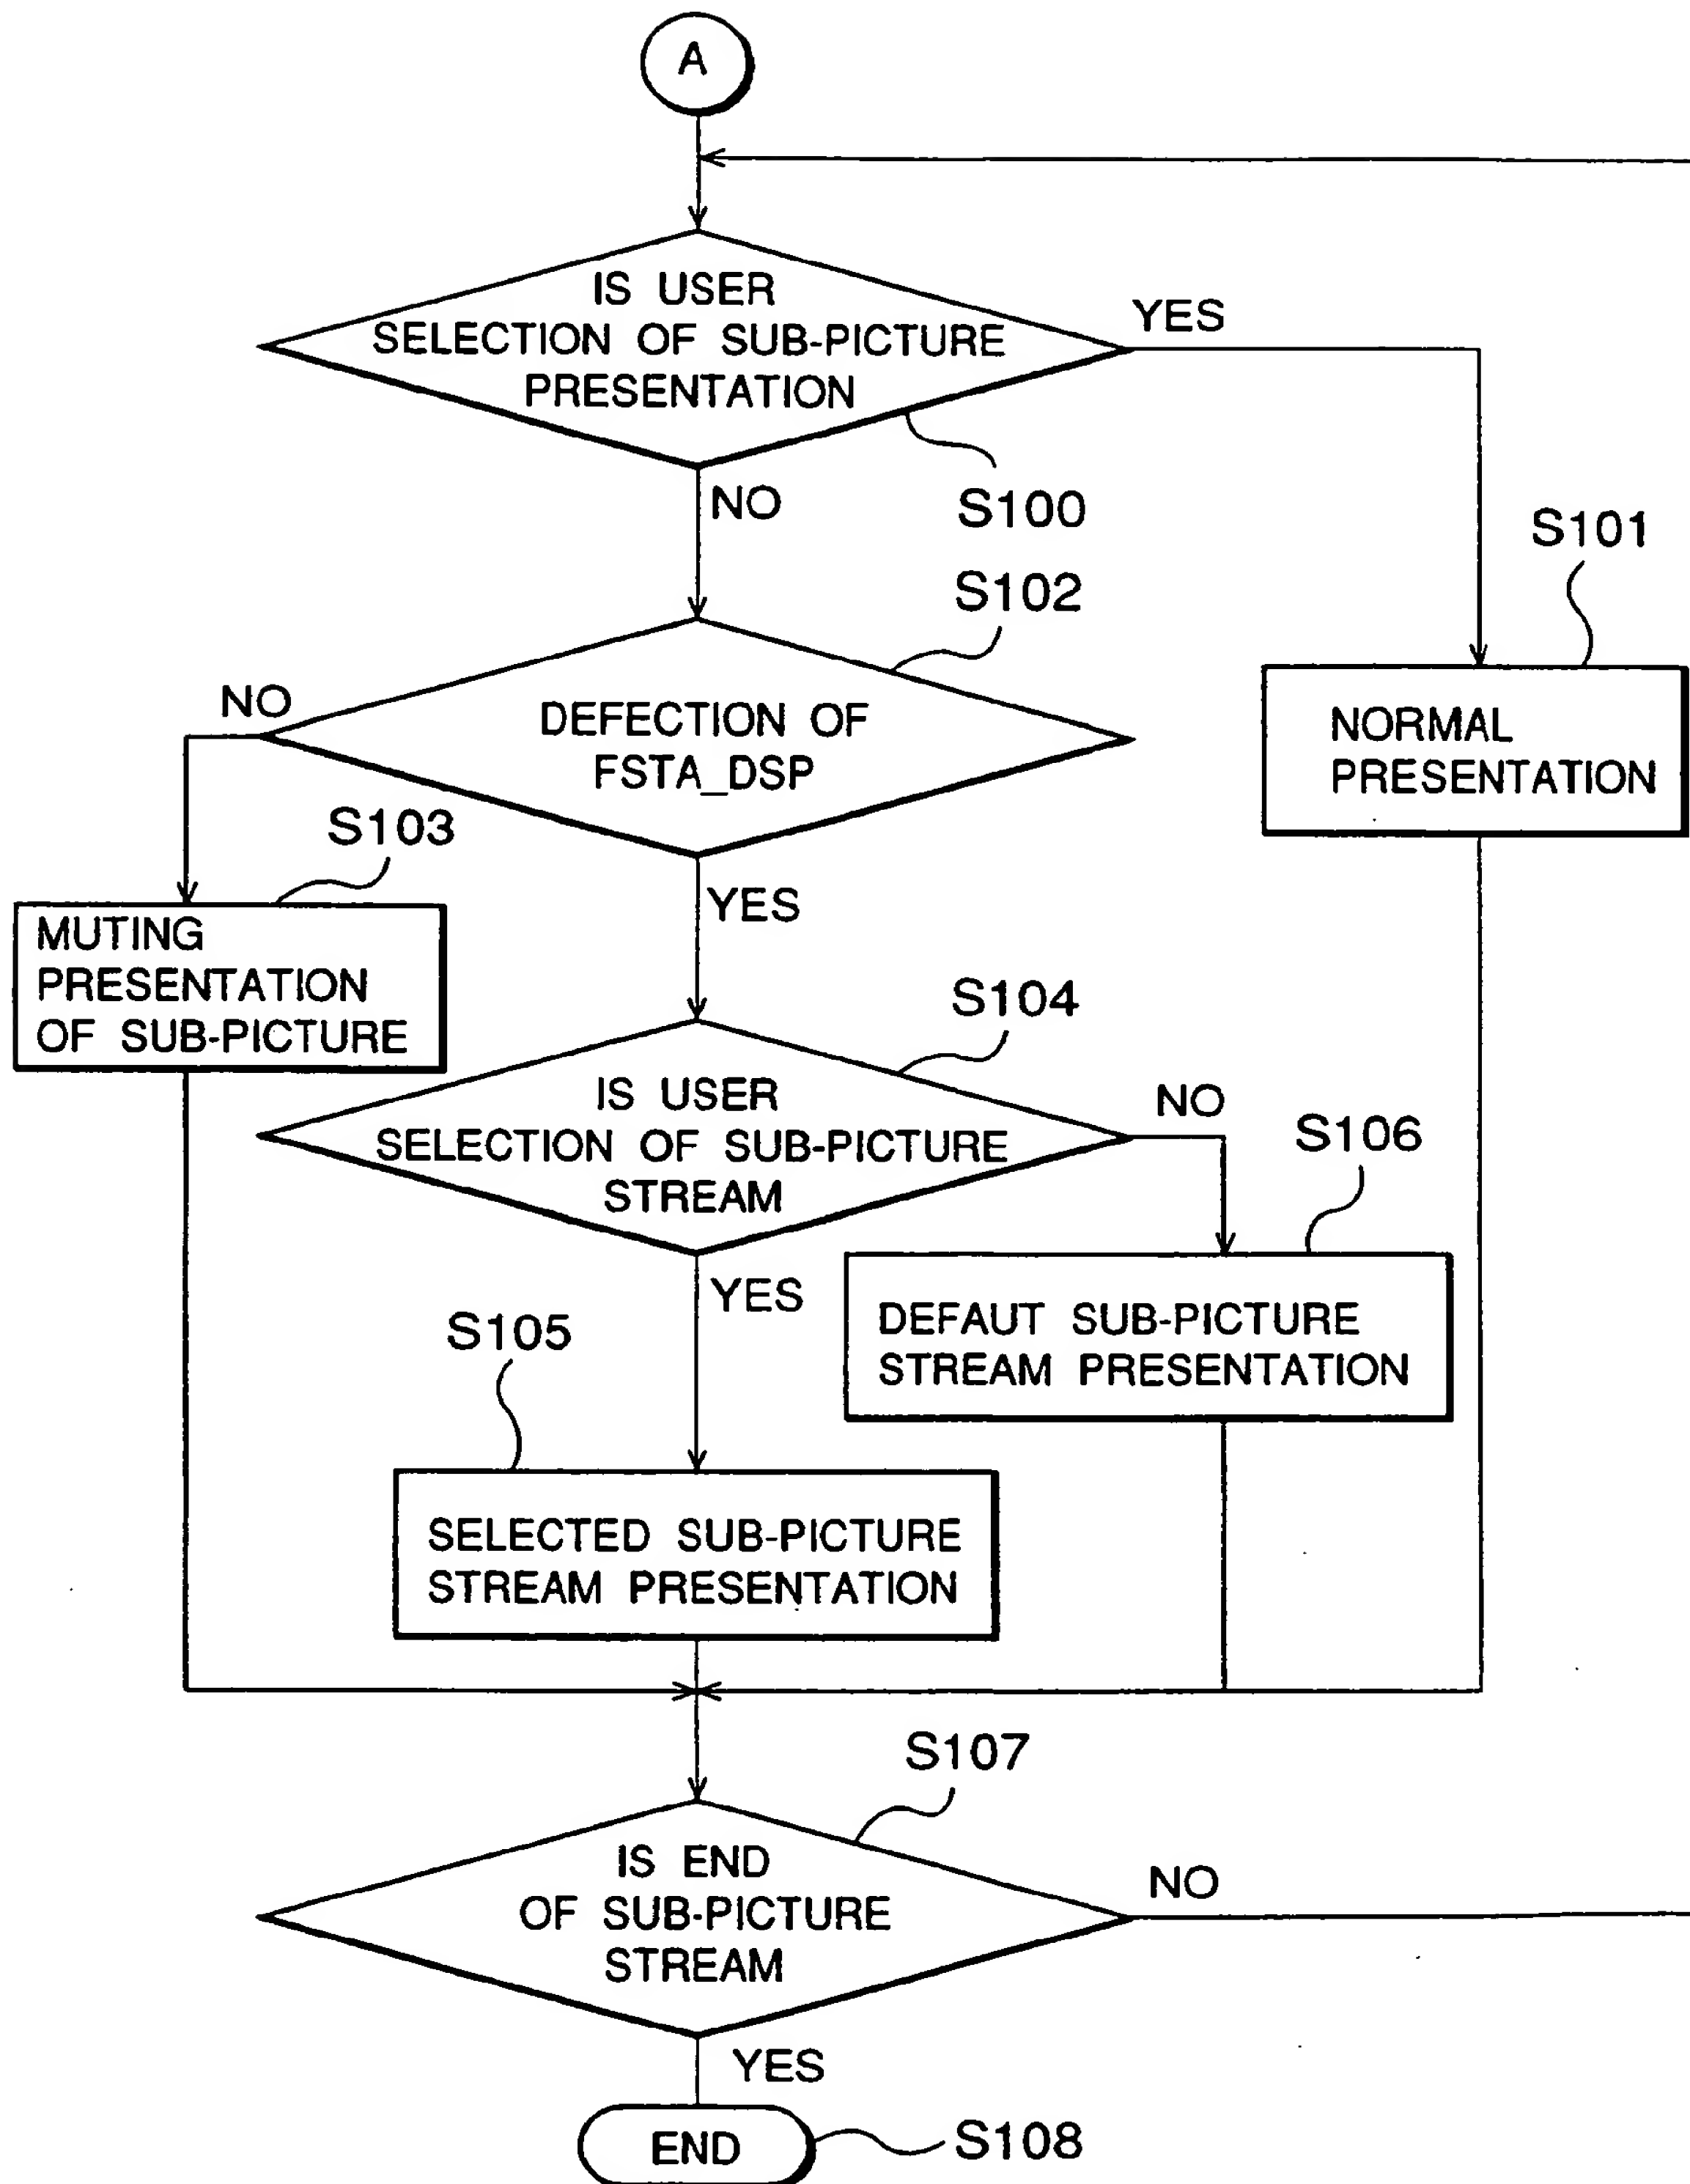 A
IS USER
SELECTION OF SUB-PICTURE
PRESENTATION
YES
NO
S100
S101
S102
NORMAL
PRESENTATION
NO
DEFECTION OF
FSTA_DSP
S103
YES
MUTING
PRESENTATION
OF SUB-PICTURE
S104
IS USER
SELECTION OF SUB-PICTURE
STREAM
NO
S106
YES
S105
DEFAUT SUB-PICTURE
STREAM PRESENTATION
SELECTED SUB-PICTURE
STREAM PRESENTATION
S107
IS END
OF SUB-PICTURE
STREAM
NO
YES
END
S108